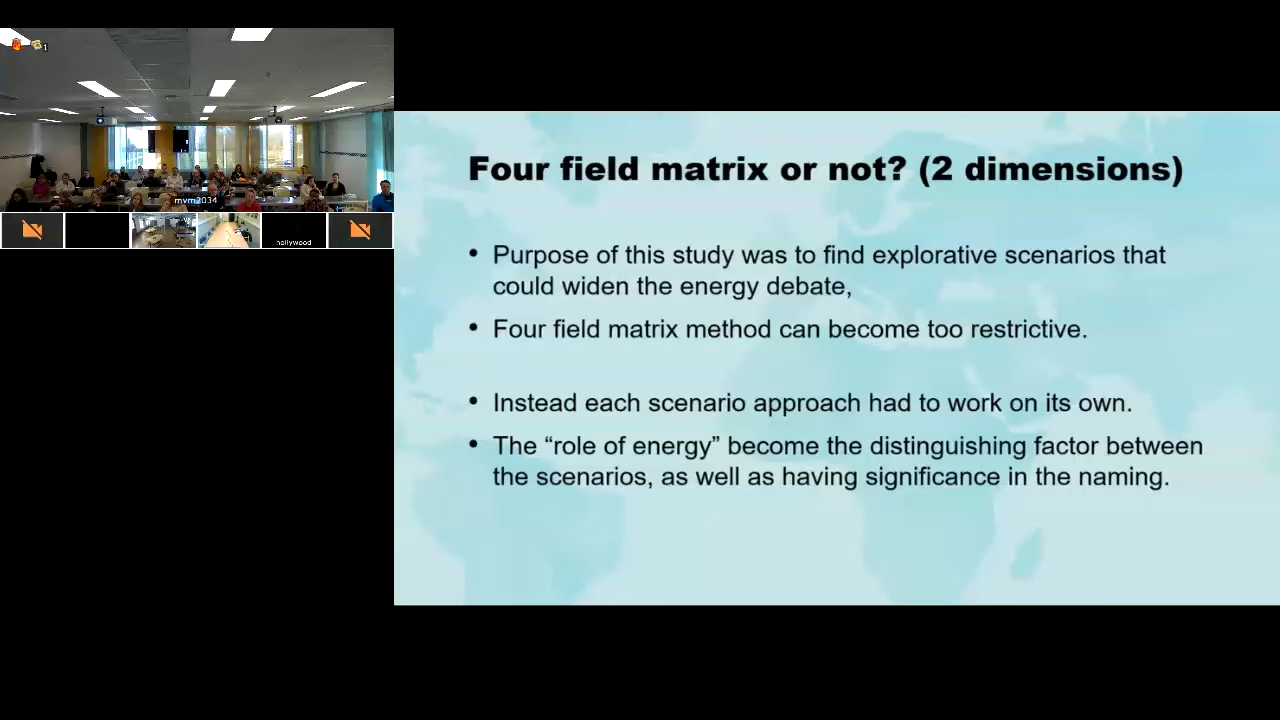 1
mvm2034
hollywood
Four field matrix or not? (2 dimensions)
• Purpose of this study was to find explorative scenarios that
could widen the energy debate,
• Four field matrix method can become too restrictive.
• Instead each scenario approach had to work on its own.
• The “role of energy” become the distinguishing factor between
the scenarios, as well as having significance in the naming.